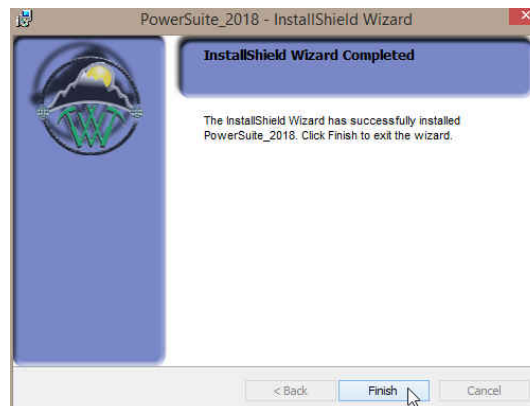 PowerSuite_2018 - InstallShield Wizard
InstallShield Wizard Completed
The InstallShield Wizard has successfully installed
PowerSuite_2018. Click Finish to exit the wizard.
< Back
Finish
Cancel